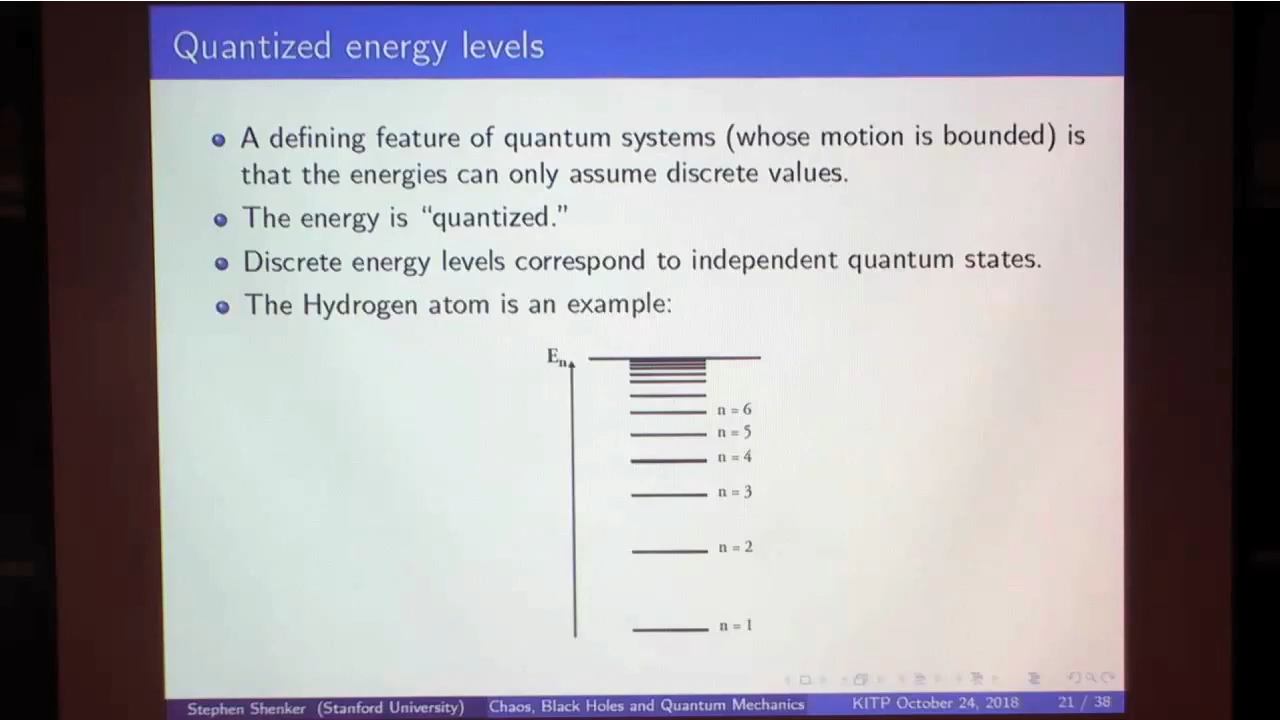 Quantized energy levels
A defining feature of quantum systems (whose motion is bounded) is
that the energies can only assume discrete values.
The energy is “quantized.”
Discrete energy levels correspond to independent quantum states.
The Hydrogen atom is an example:
En
n = 6
n = 5
n = 4
n = 3
n = 2
n = 1
Stephen Shenker (Stanford University) Chaos, Black Holes and Quantum Mechanics KITP October 24, 2018 21 / 38